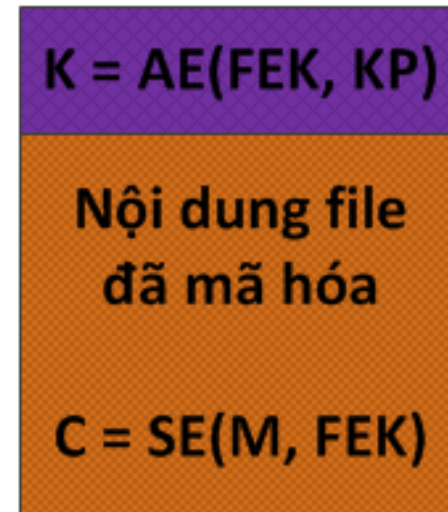 K = AE(FEK, KP)
Nội dung file
đã mã hóa
C = SE(M, FEK)